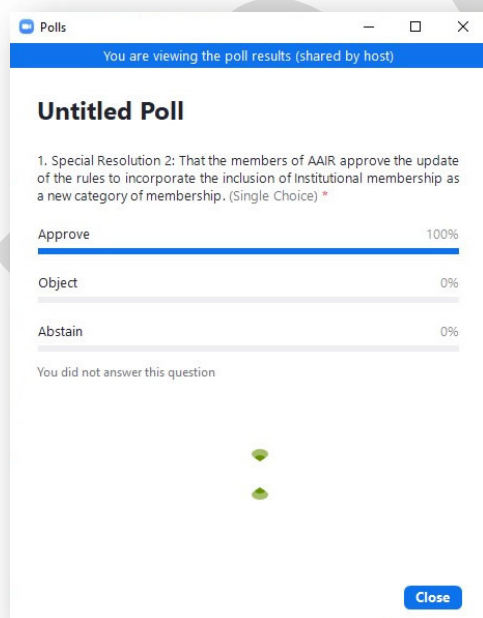 Polls
You are viewing the poll results (shared by host)
Untitled Poll
1. Special Resolution 2: That the members of AAIR approve the update
of the rules to incorporate the inclusion of Institutional membership as
a new category of membership. (Single Choice) *
Approve 100%
Object 0%
Abstain 0%
You did not answer this question
Close